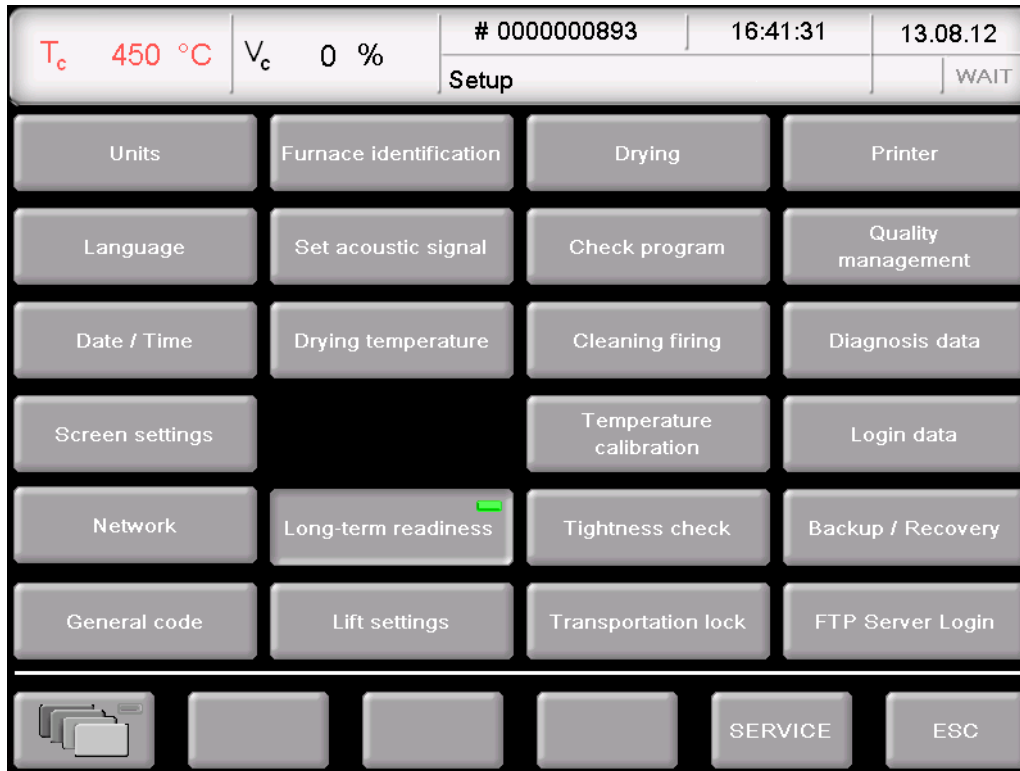 Tc 450 °C
Vc 0 %
# 0000000893
16:41:31
13.08.12
Setup
WAIT
Units
Furnace identification
Drying
Printer
Language
Set acoustic signal
Check program
Quality
management
Date / Time
Drying temperature
Cleaning firing
Diagnosis data
Screen settings
Temperature
calibration
Login data
Network
Long-term readiness
Tightness check
Backup / Recovery
General code
Lift settings
Transportation lock
FTP Server Login
SERVICE
ESC